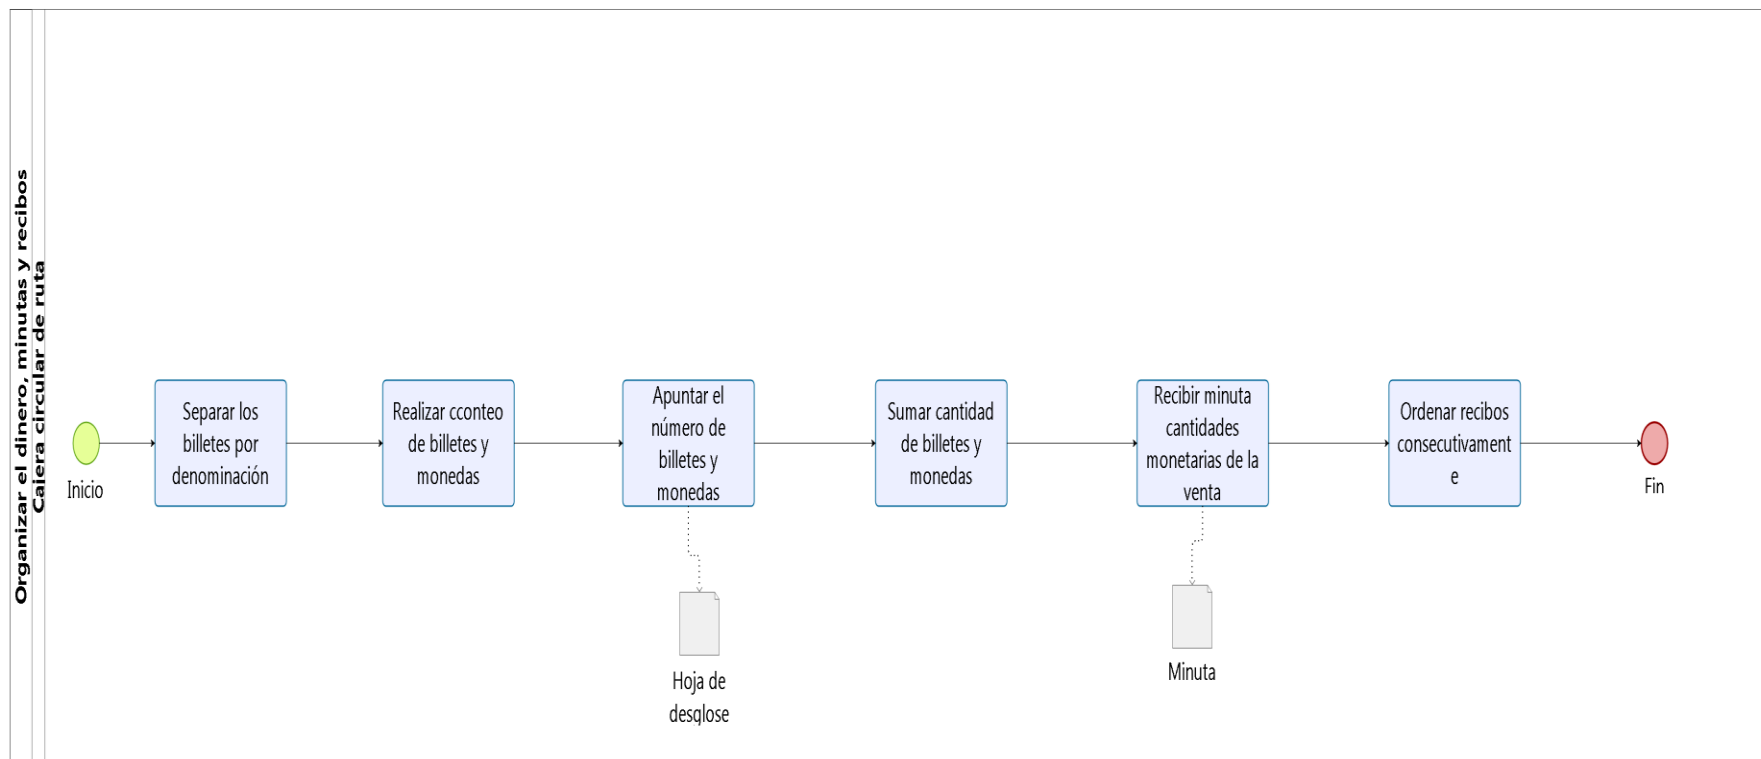 Organizar el dinero, minutas y recibos
Cajera circular de ruta
Inicio
Separar los
billetes por
denominación
Realizar cconteo
de billetes y
monedas
Apuntar el
número de
billetes y
monedas
Sumar cantidad
de billetes y
monedas
Recibir minuta
cantidades
monetarias de la
venta
Ordenar recibos
consecutivament
e
Fin
Hoja de
desglose
Minuta